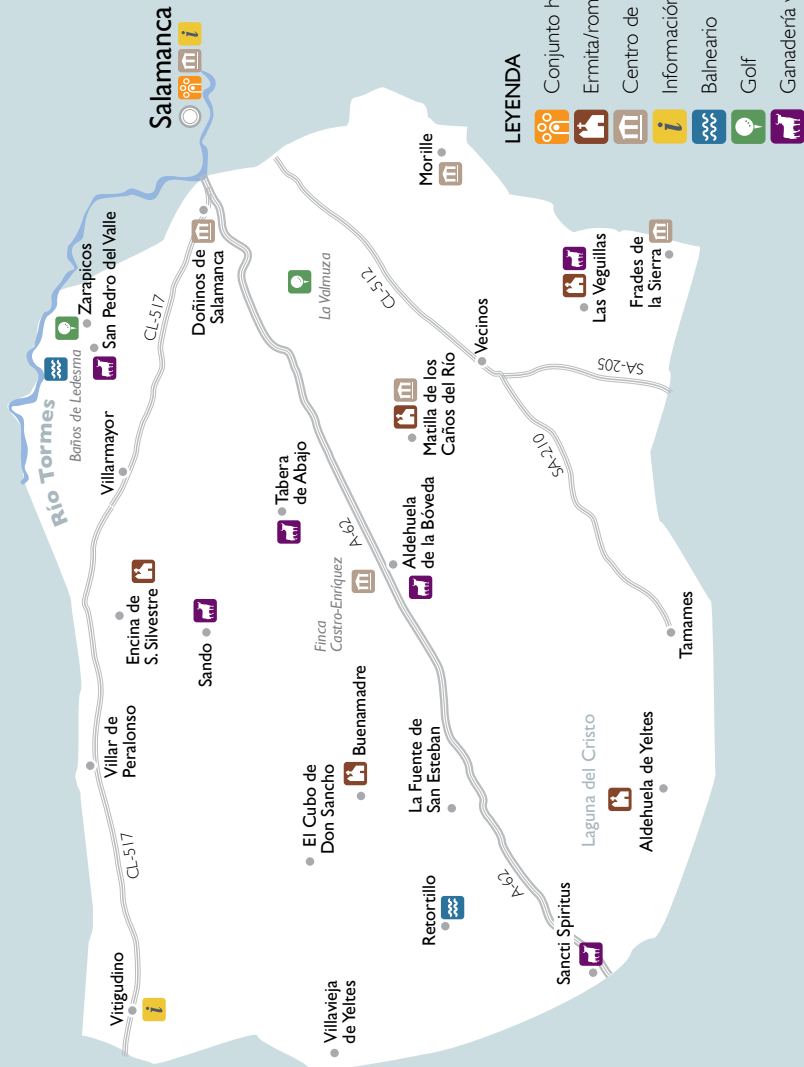 Salamanca
Río Tormes
Baños de Ledesma
Zarapicos
San Pedro del Valle
CL-517
Villarmayor
Doñinos de
Salamanca
La Valmuza
Morille
CL-512
Encina de
S. Silvestre
Sando
Tabera
de Abajo
A-62
Finca
Castro-Enríquez
Matilla de los
Caños del Río
Vecinos
Las Veguillas
Frades de
la Sierra
SA-205
SA-210
Aldehuela
de la Bóveda
Villar de
Peralonso
CL-517
El Cubo de
Don Sancho
Buenamadre
La Fuente de
San Esteban
Tamames
Laguna del Cristo
Aldehuela de Yeltes
Vitigudino
Villavieja
de Yeltes
Retortillo
A-62
Sancti Spiritus
LEYENDA
Conjunto h
Ermita/rom
Centro de
Información
Balneario
Golf
Ganadería